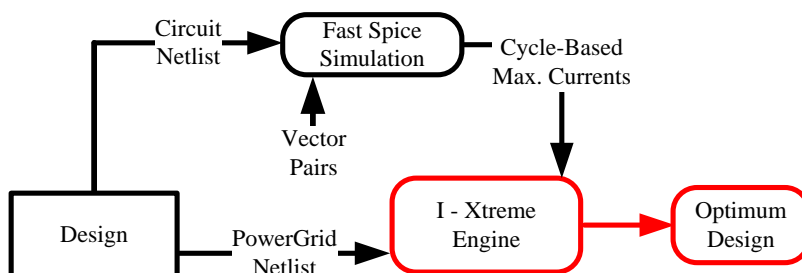 Circuit
Netlist
Fast Spice
Simulation
Cycle-Based
Max. Currents
Vector
Pairs
Design
PowerGrid
Netlist
I - Xtreme
Engine
Optimum
Design